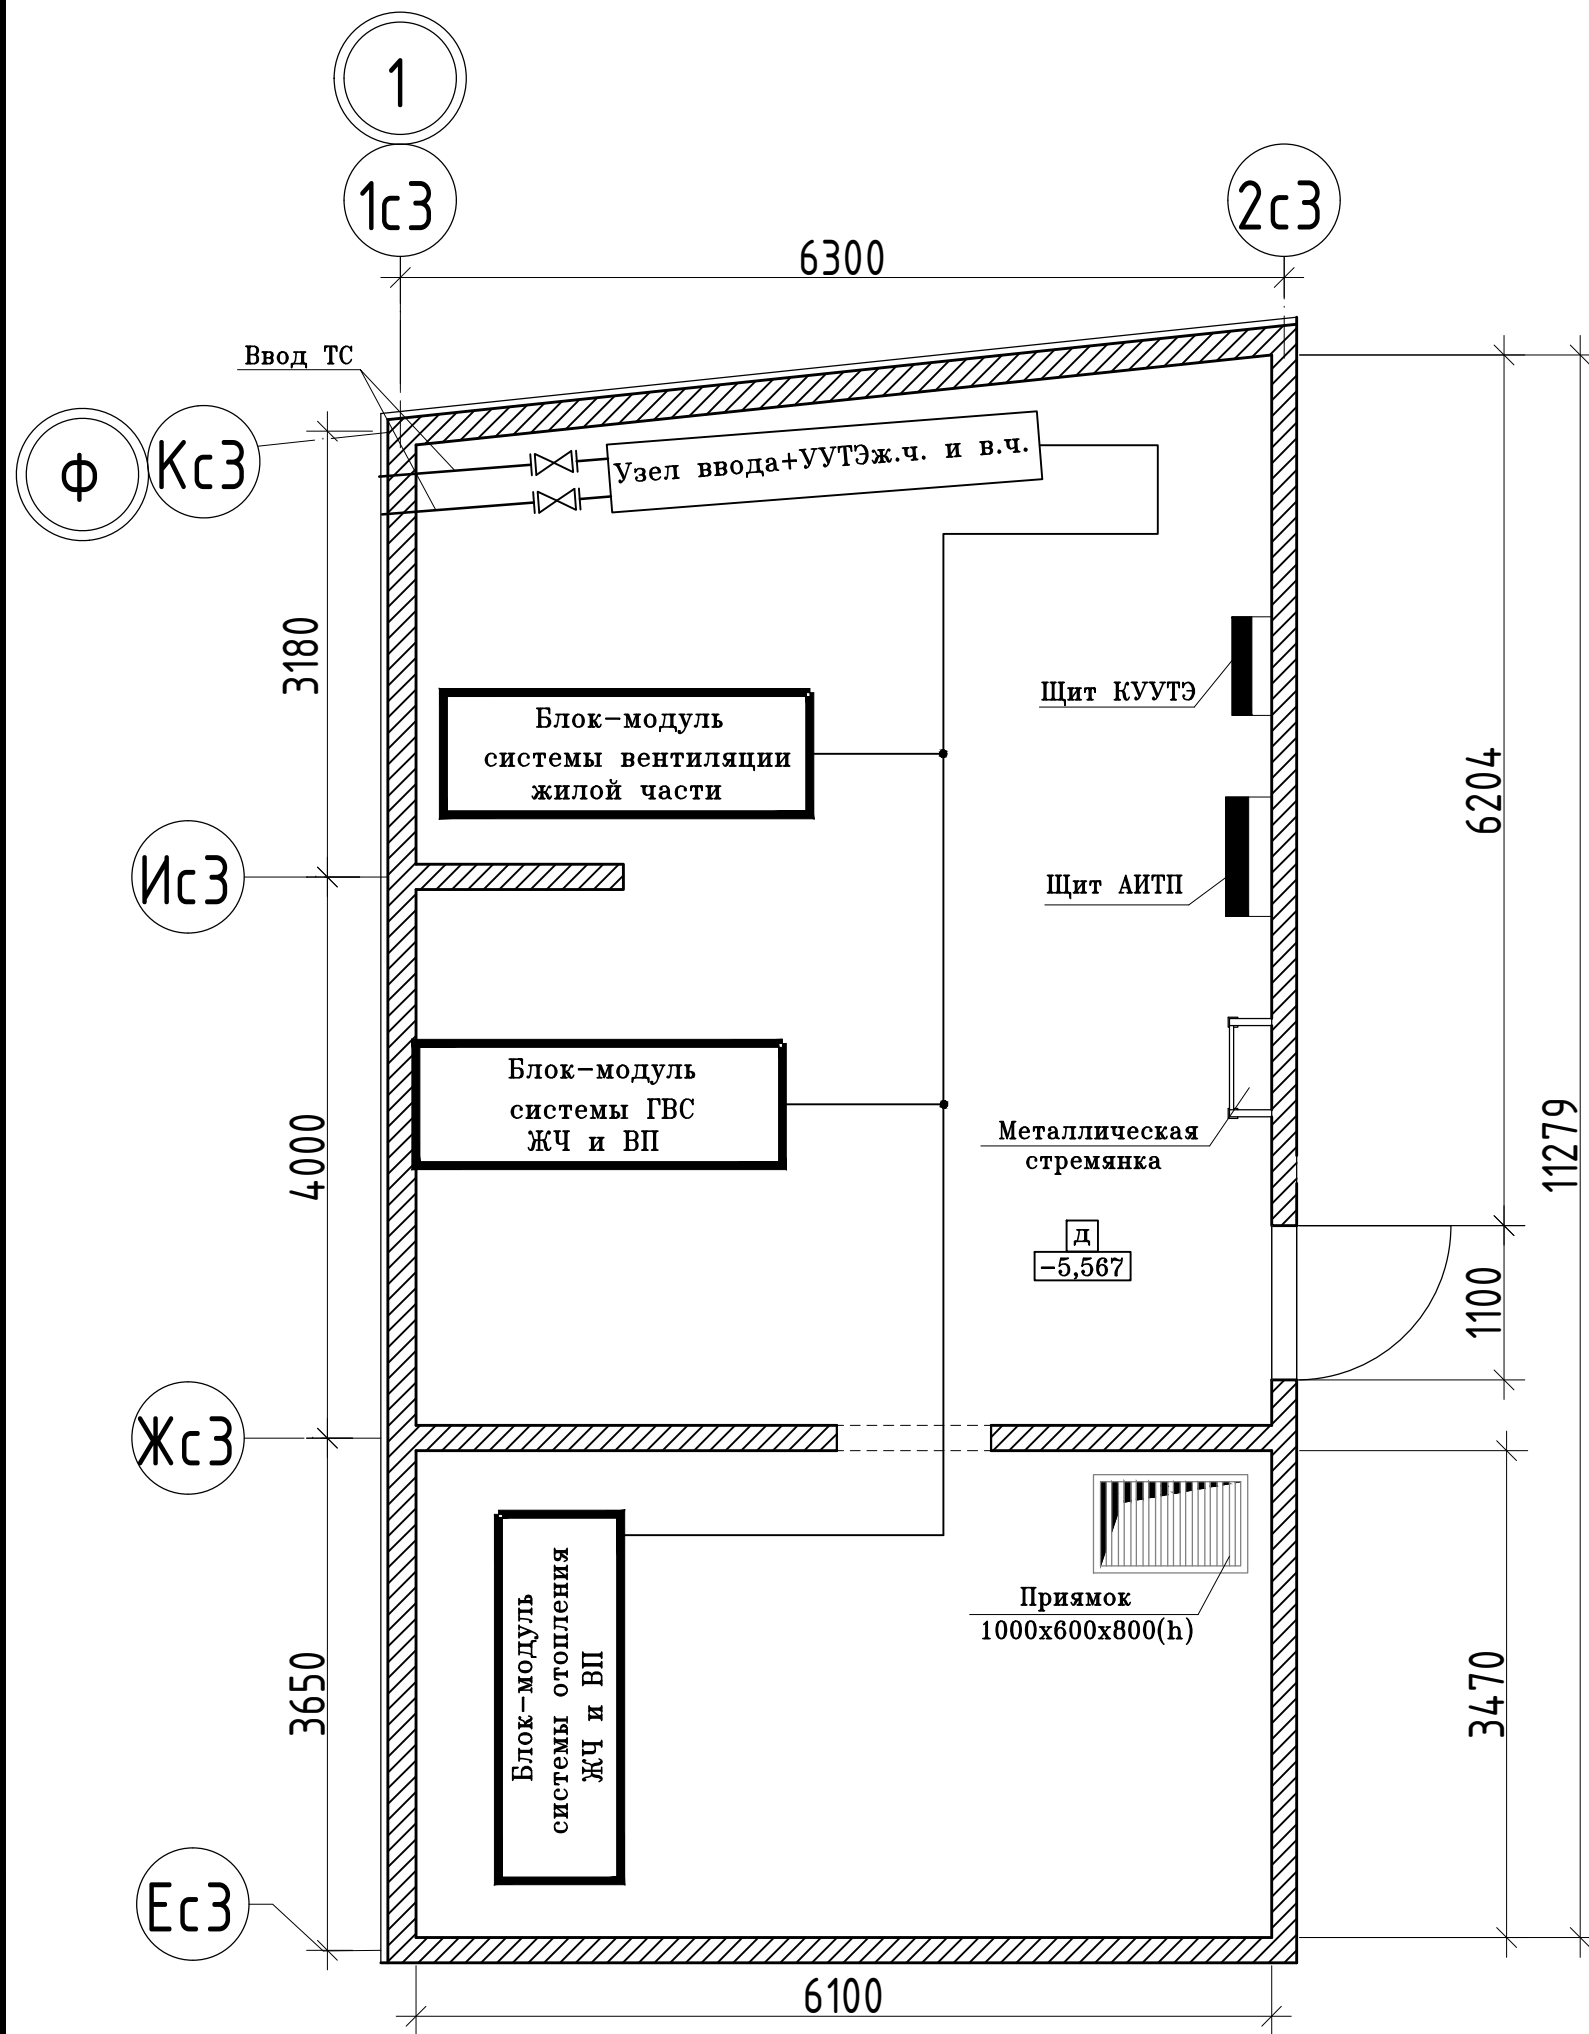 1
1с3
2с3
6300
Ввод ТС
Ф
Кс3
Узел ввода+УУТЭж.ч. и в.ч.
3180
Щит КУУТЭ
Блок-модуль
системы вентиляции
жилой части
6204
Ис3
Щит АИТП
Блок-модуль
системы ГВС
ЖЧ и ВП
4000
Металлическая
стремянка
11279
д
-5,567
1100
Жс3
Приямок
1000х600х800(h)
Блок-модуль
системы отопления
ЖЧ и ВП
3650
3470
Ес3
6100